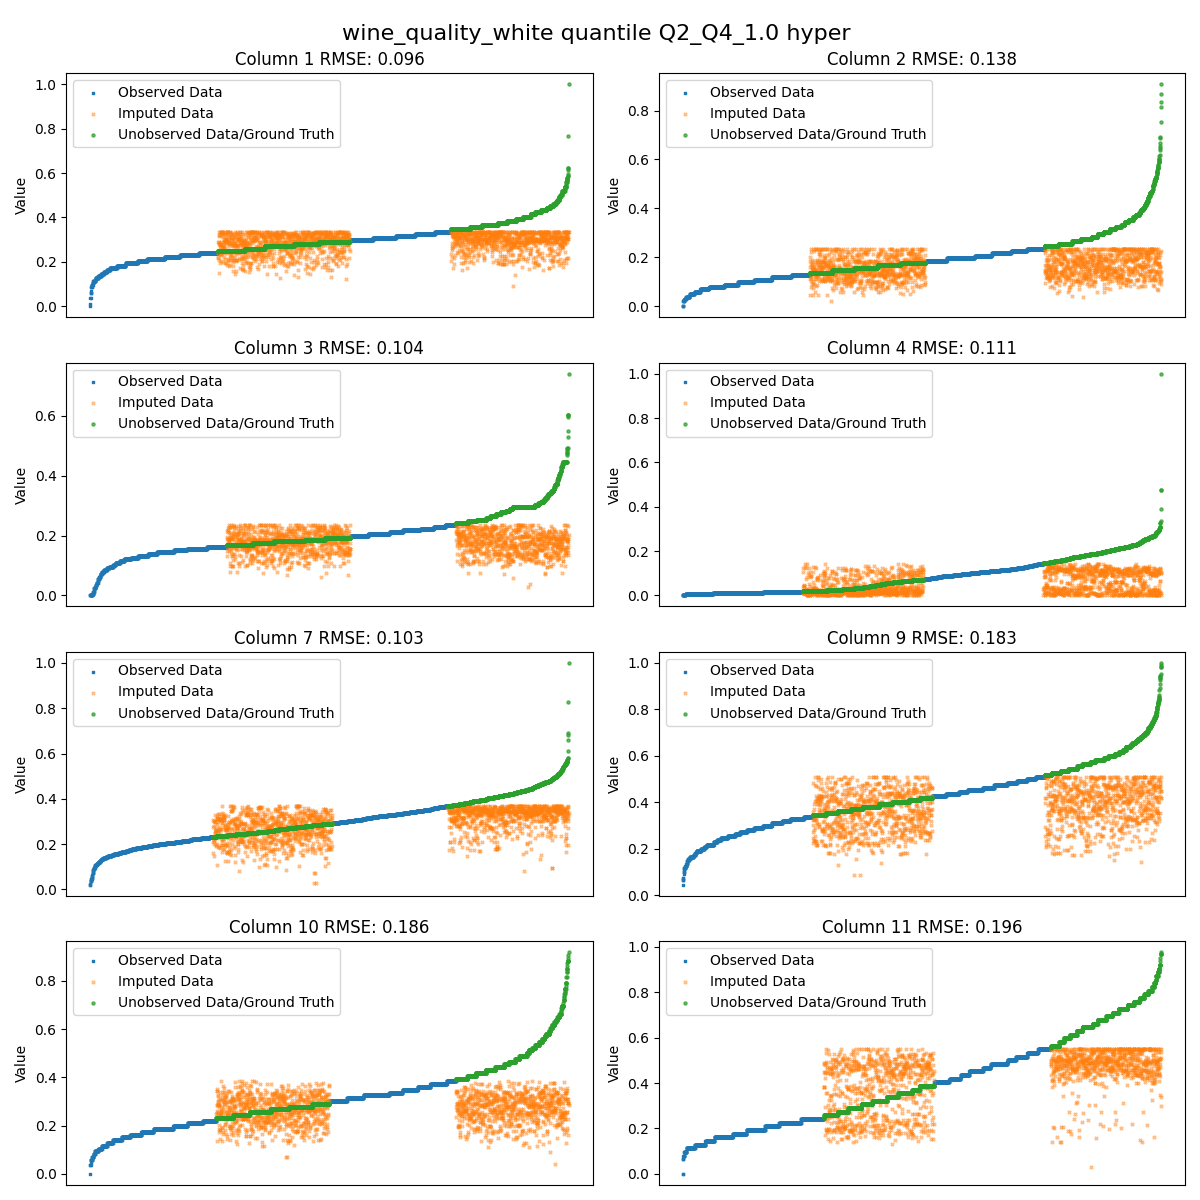 wine_quality_white quantile Q2_Q4_1.0 hyper
Column 1 RMSE: 0.096
Value
1.0
0.8
0.6
0.4
0.2
0.0
Observed Data
Imputed Data
Unobserved Data/Ground Truth
Column 2 RMSE: 0.138
Value
0.8
0.6
0.4
0.2
0.0
Observed Data
Imputed Data
Unobserved Data/Ground Truth
Column 3 RMSE: 0.104
Value
0.6
0.4
0.2
0.0
Observed Data
Imputed Data
Unobserved Data/Ground Truth
Column 4 RMSE: 0.111
Value
1.0
0.8
0.6
0.4
0.2
0.0
Observed Data
Imputed Data
Unobserved Data/Ground Truth
Column 7 RMSE: 0.103
Value
1.0
0.8
0.6
0.4
0.2
0.0
Observed Data
Imputed Data
Unobserved Data/Ground Truth
Column 9 RMSE: 0.183
Value
1.0
0.8
0.6
0.4
0.2
0.0
Observed Data
Imputed Data
Unobserved Data/Ground Truth
Column 10 RMSE: 0.186
Value
0.8
0.6
0.4
0.2
0.0
Observed Data
Imputed Data
Unobserved Data/Ground Truth
Column 11 RMSE: 0.196
Value
1.0
0.8
0.6
0.4
0.2
0.0
Observed Data
Imputed Data
Unobserved Data/Ground Truth